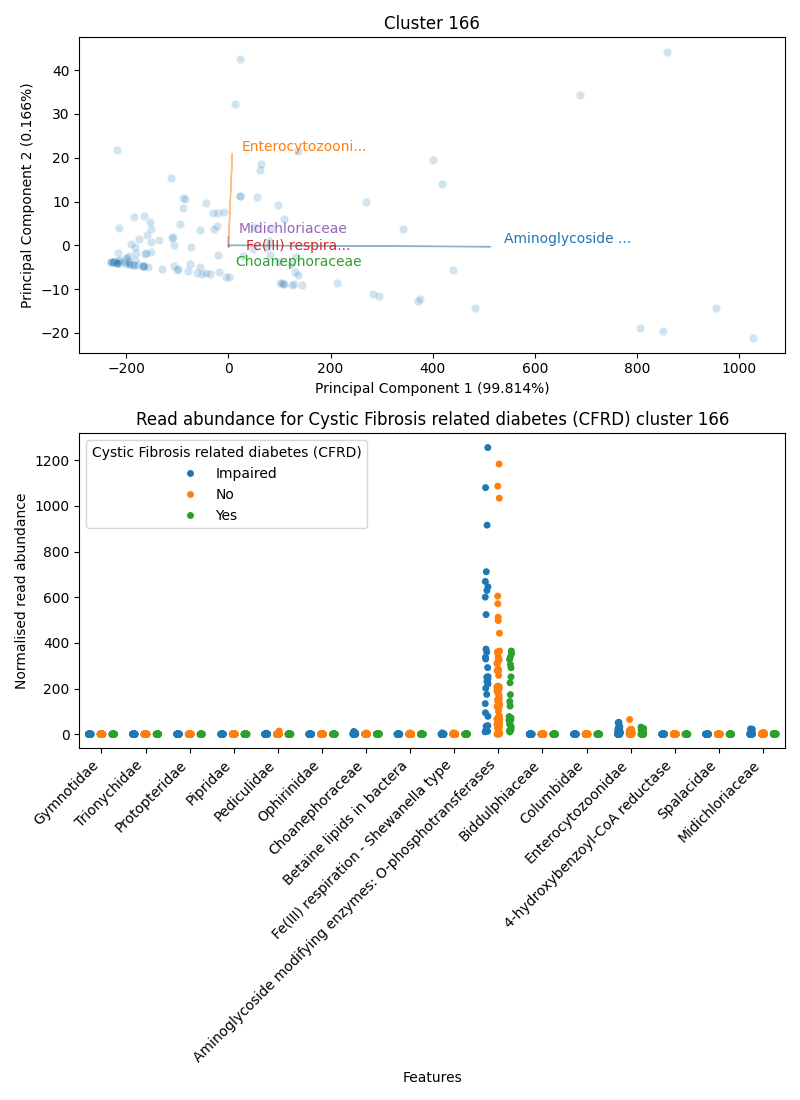 Cluster 166
Principal Component 2 (0.166%)
40
30
20
10
0
−10
−20
Enterocytozooni...
Midichloriaceae
Fe(III) respira...
Choanephoraceae
Aminoglycoside ...
−200
0
200
400
600
800
1000
Principal Component 1 (99.814%)
Read abundance for Cystic Fibrosis related diabetes (CFRD) cluster 166
Normalised read abundance
1200
1000
800
600
400
200
0
Cystic Fibrosis related diabetes (CFRD)
Impaired
No
Yes
Gymnotidae
Trionychidae
Protopteridae
Pipridae
Pediculidae
Ophirinidae
Choanephoraceae
Betaine lipids in bactera
Fe(III) respiration - Shewanella type
Aminoglycoside modifying enzymes: O-phosphotransferases
Biddulphiaceae
Columbidae
Enterocytozoonidae
4-hydroxybenzoyl-CoA reductase
Spalacidae
Midichloriaceae
Features